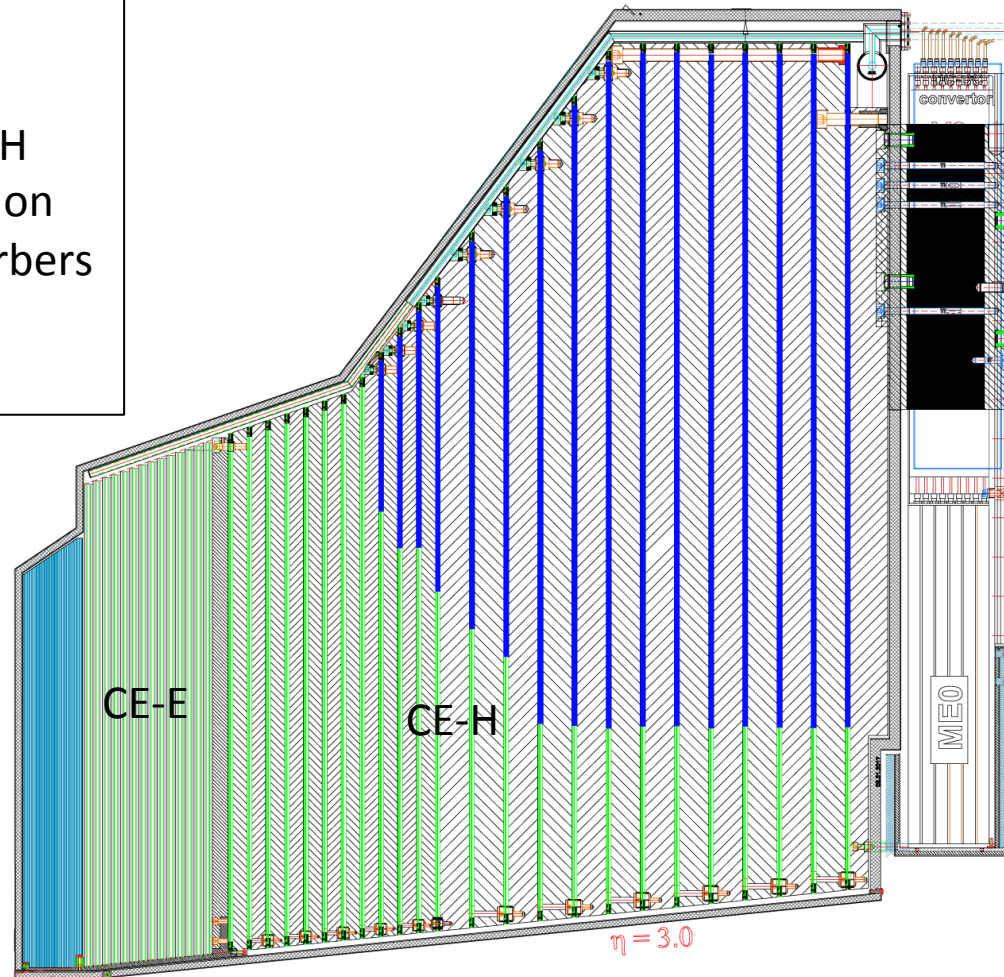 H
on
rbers
convertor
CE-E
CE-H
ME0
η = 3.0